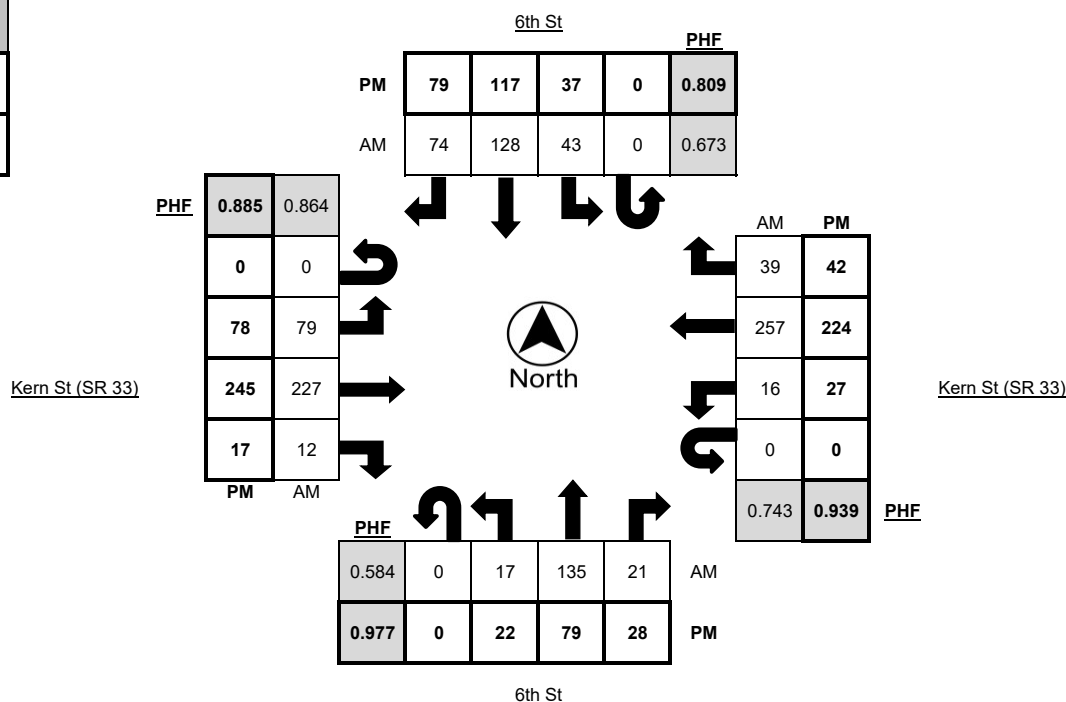 6th St
PHF
PM 79 117 37 0 0.809
AM 74 128 43 0 0.673
PHF 0.885 0.864
AM PM
0 0
39 42
78 79
257 224
North
Kern St (SR 33) 245 227
16 27 Kern St (SR 33)
17 12
0 0
PM AM
0.743 0.939 PHF
PHF
0.584 0 17 135 21 AM
0.977 0 22 79 28 PM
6th St